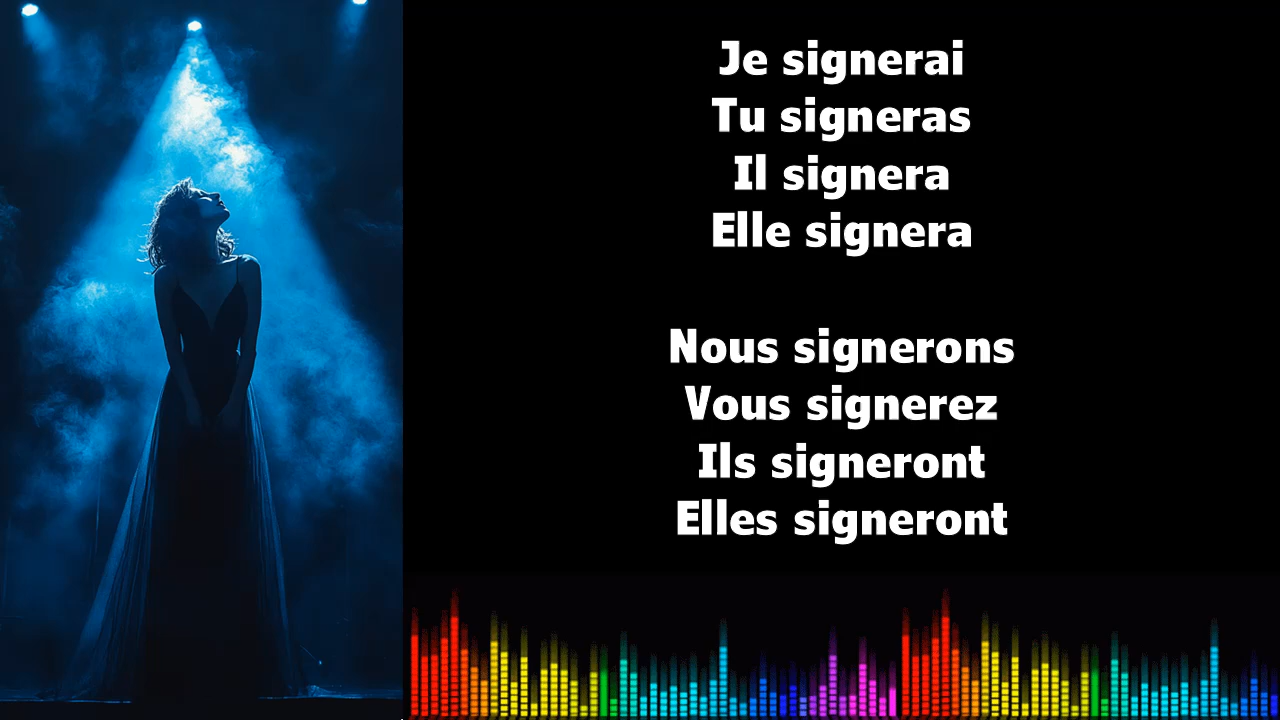 Je signerai
Tu signeras
Il signera
Elle signera
Nous signerons
Vous signerez
Ils signeront
Elles signeront